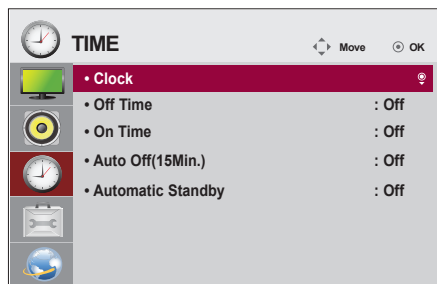 TIME Move OK
• Clock
• Off Time : Off
• On Time : Off
• Auto Off(15Min.) : Off
• Automatic Standby : Off